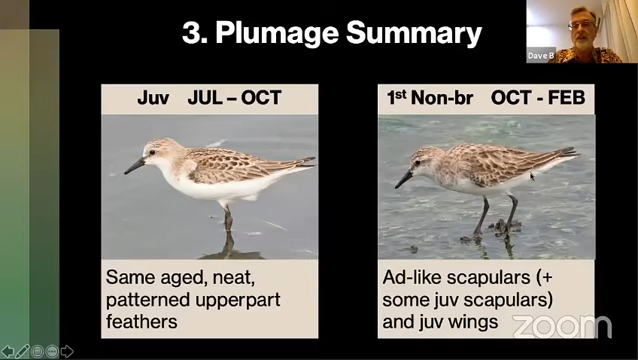 3. Plumage Summary
Dave B
Juv JUL – OCT
Same aged, neat,
patterned upperpart
feathers
1st Non-br OCT - FEB
Ad-like scapulars (+
some juv scapulars)
and juv wings
zoom